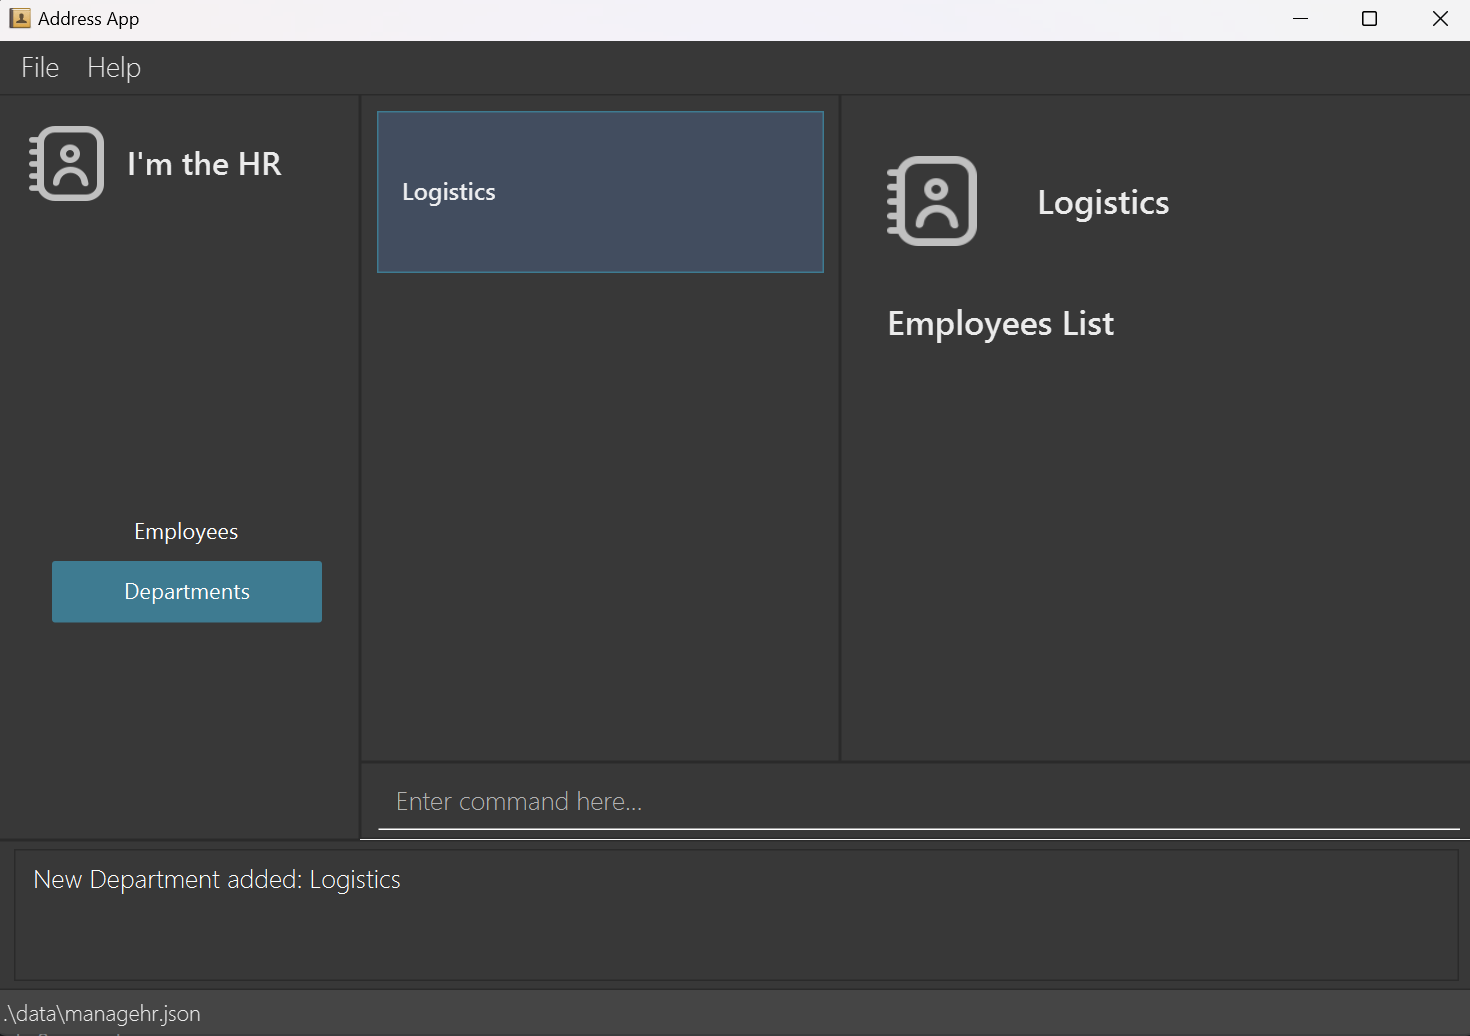 Address App
File Help
I'm the HR
Employees
Departments
Logistics
Logistics
Employees List
Enter command here...
New Department added: Logistics
.\data\managehr.json